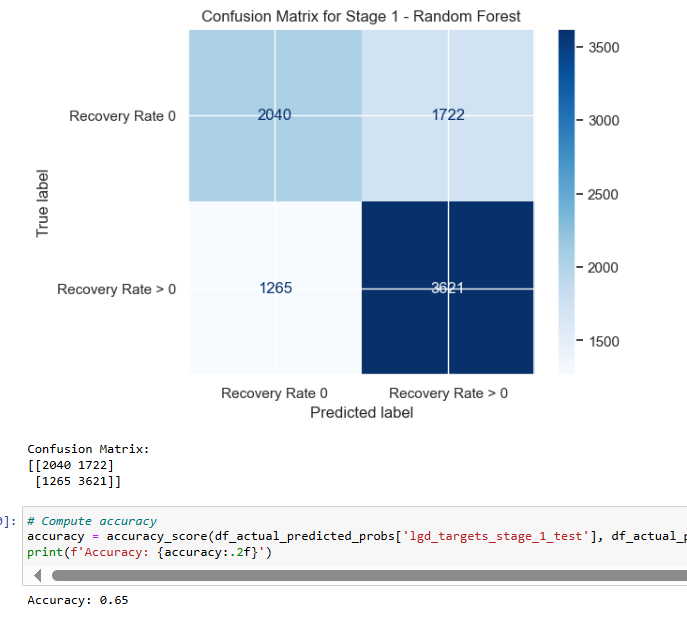 Confusion Matrix for Stage 1 - Random Forest
3500
Recovery Rate 0
2040
1722
3000
True label
2500
2000
Recovery Rate > 0
1265
3621
1500
Recovery Rate 0
Recovery Rate > 0
Predicted label
Confusion Matrix:
[[2040 1722]
[1265 3621]]
]:
# Compute accuracy
accuracy = accuracy_score(df_actual_predicted_probs['lgd_targets_stage_1_test'], df_actual_p
print(f'Accuracy: {accuracy:.2f}')
Accuracy: 0.65